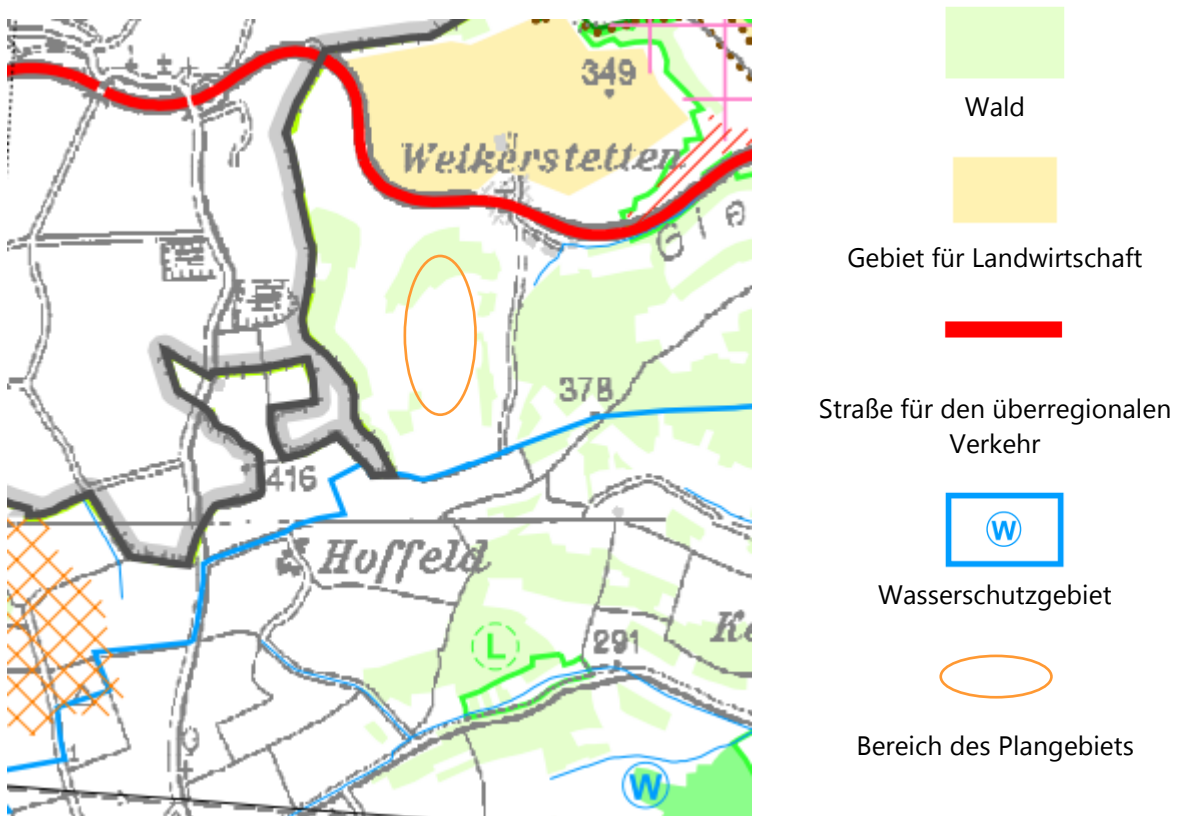 349
Weikerstetten
378
416
Hoffeld
L
291
W
Wald
Gebiet für Landwirtschaft
Straße für den überregionalen
Verkehr
W
Wasserschutzgebiet
Bereich des Plangebiets